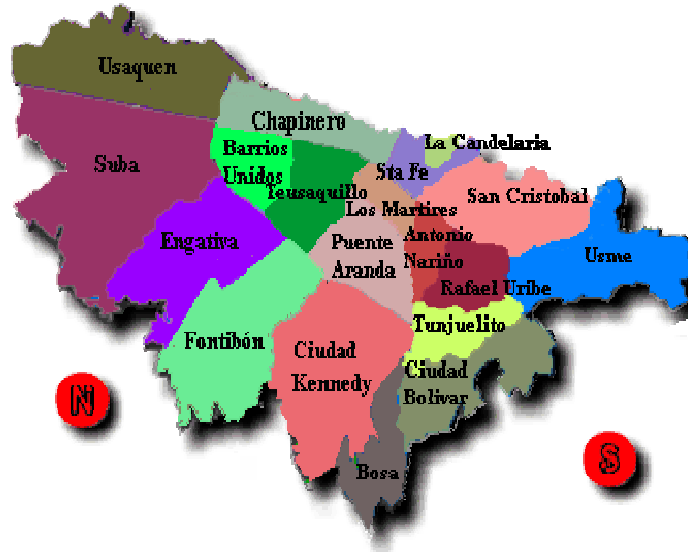 Usaquen
Chapinero
La Candelaria
Barrios
Unidos
Suba
Sta Fe
Teusaquillo
San Cristobal
Los Martires
Engativa
Puente
Aranda
Antonio
Nariño
Usme
Rafael Uribe
Fontibón
Tunjuelito
Ciudad
Kennedy
Ciudad
Bolivar
N
S
Bosa